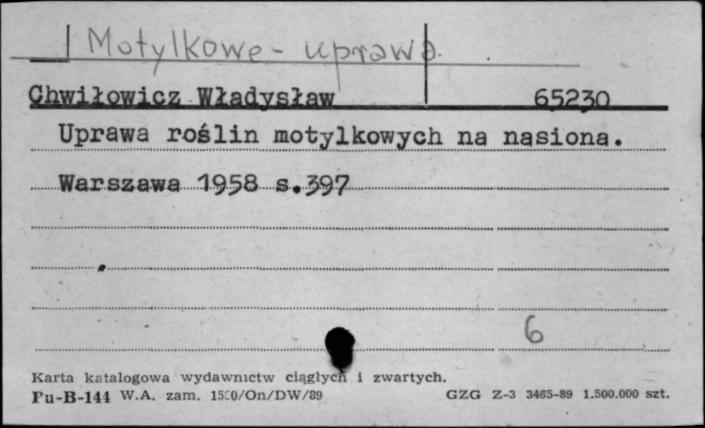 Motylkowe - uprawa.
Chwiłowicz Władysław 65230
Uprawa roślin motylkowych na nasiona.
Warszawa 1958 s.397
6
Karta katalogowa wydawnictw ciągłych i zwartych.
Pu-B-144 W.A. zam. /On/DW/89 GZG Z-3 3465-89 1.500.000 szt.